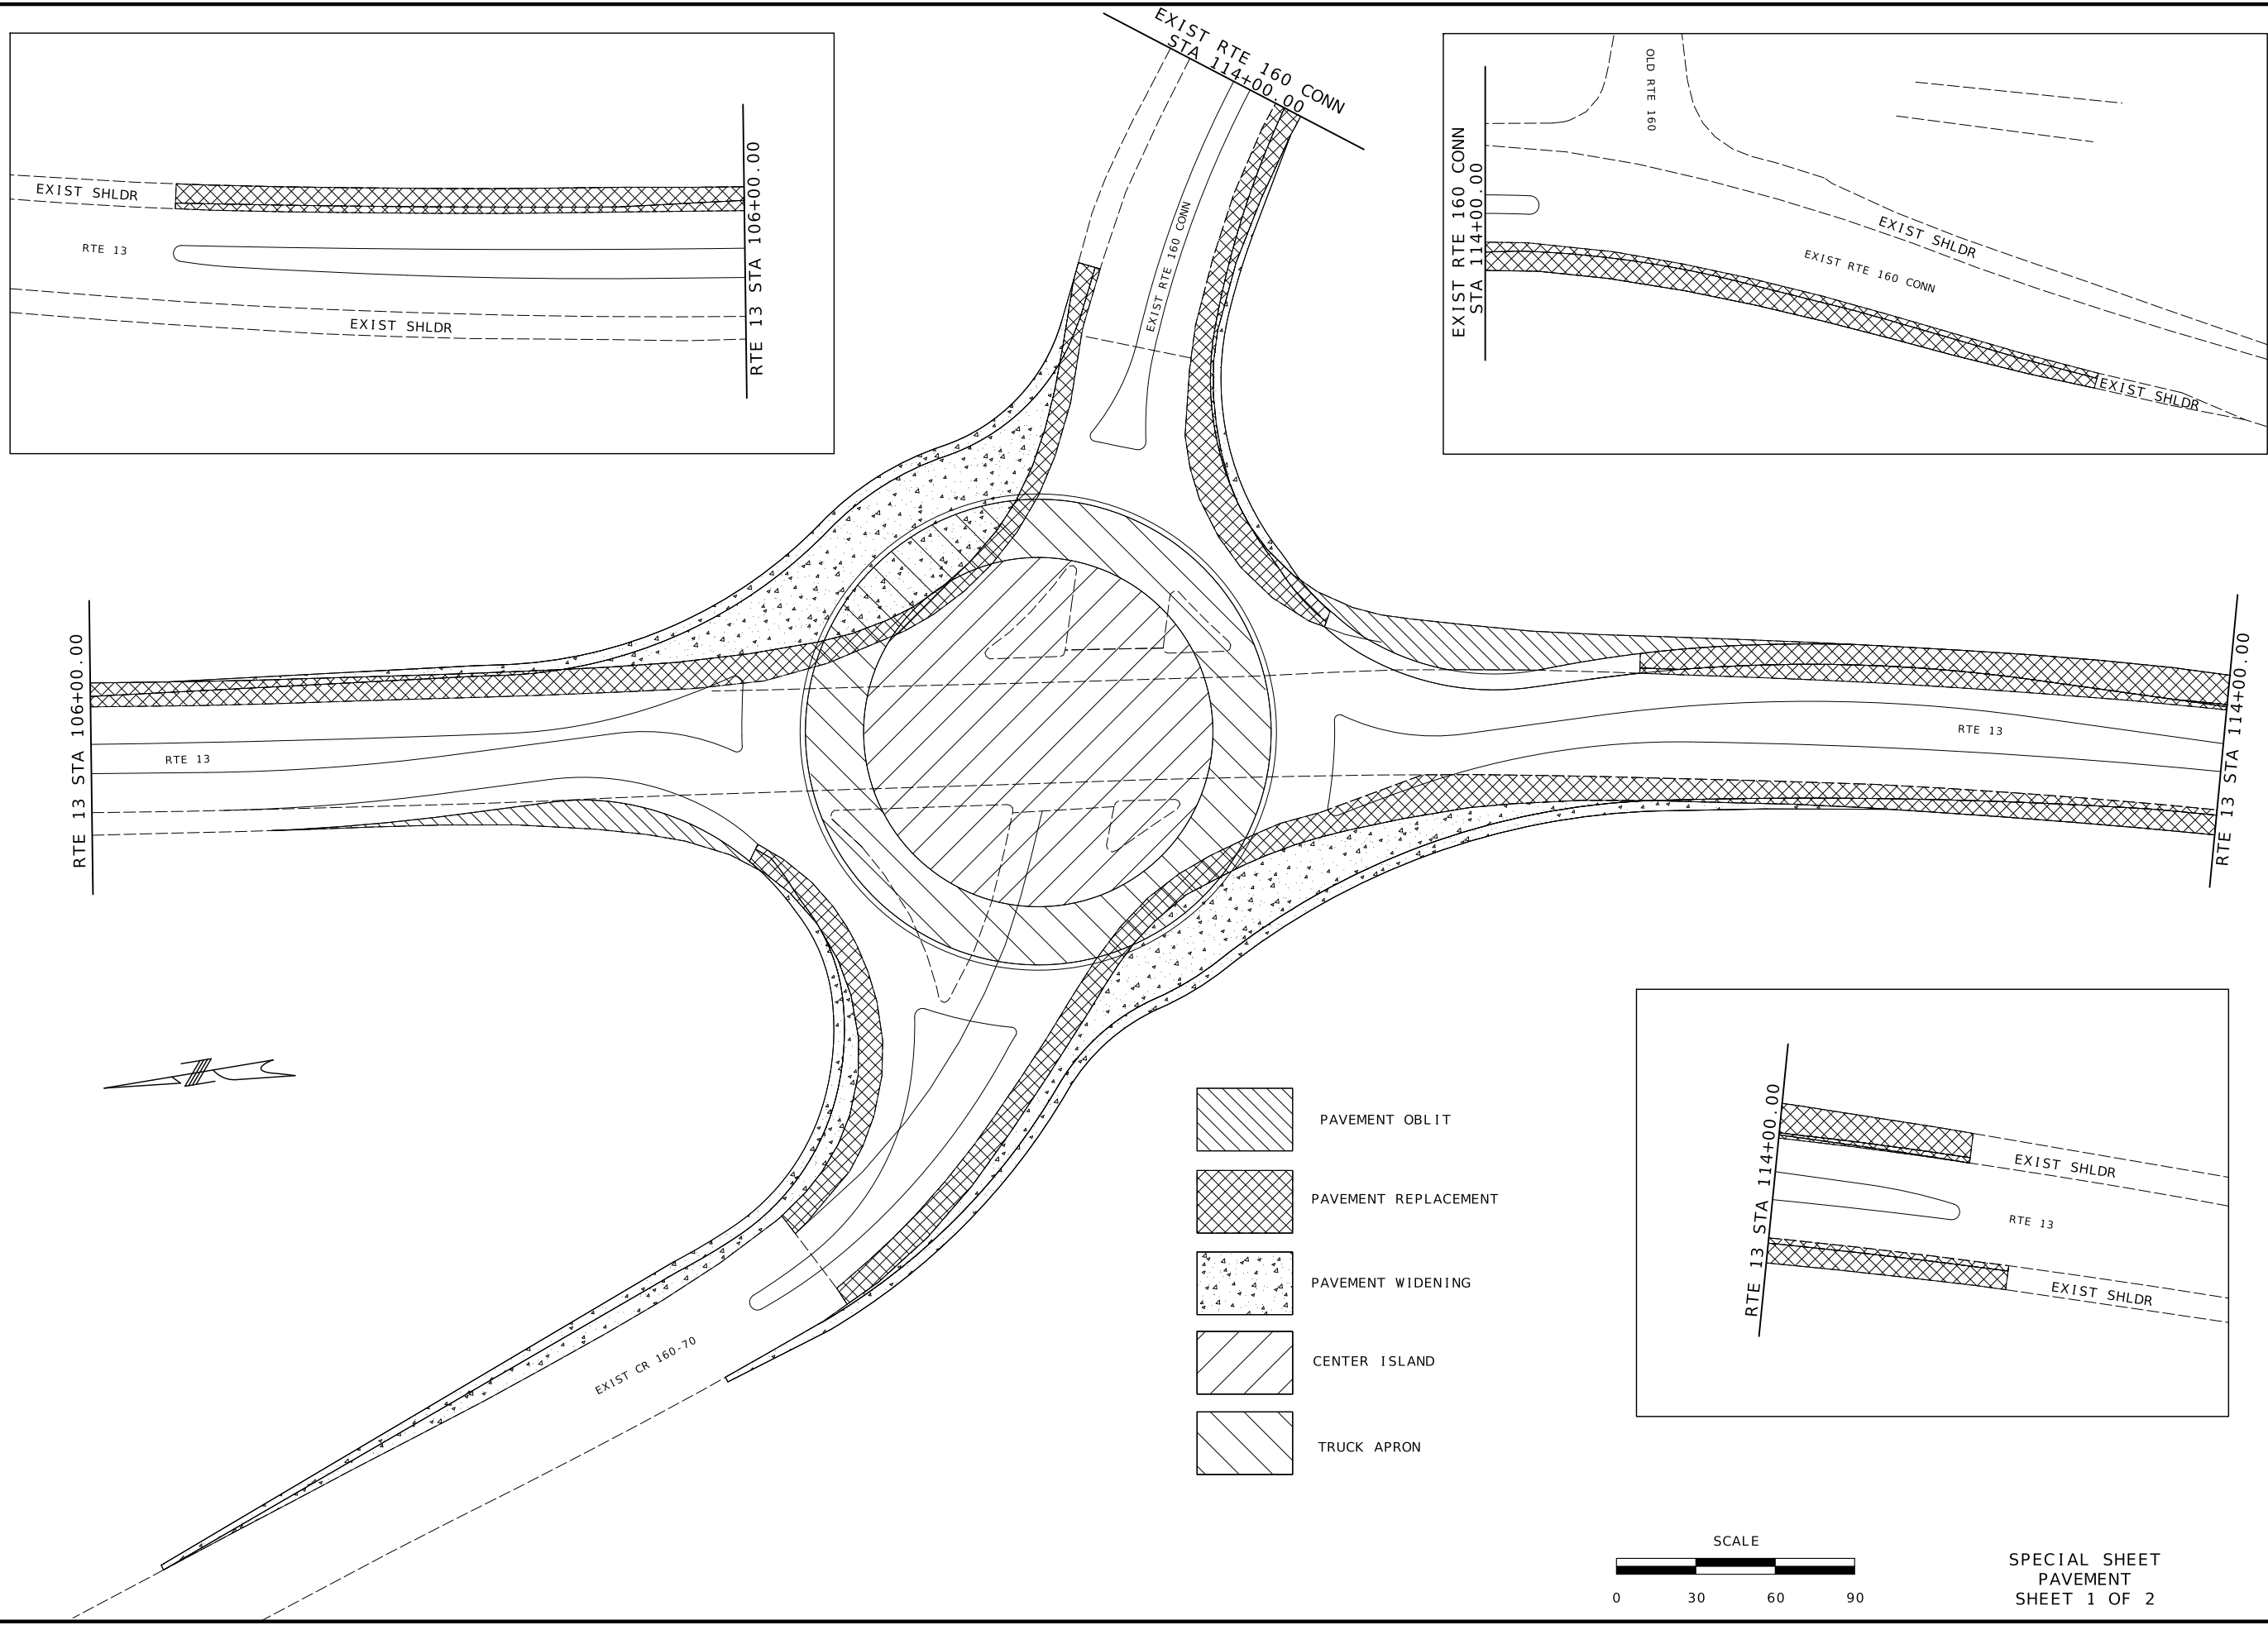 EXIST RTE 160 CONN
STA 114+00.00
EXIST SHLDR
RTE 13
EXIST SHLDR
RTE 13 STA 106+00.00
EXIST RTE 160 CONN
STA 114+00.00
OLD RTE 160
EXIST SHLDR
EXIST RTE 160 CONN
EXIST SHLDR
EXIST RTE 160 CONN
RTE 13 STA 106+00.00
RTE 13
RTE 13
RTE 13 STA 114+00.00
EXIST CR 160-70
PAVEMENT OBLIT
PAVEMENT REPLACEMENT
PAVEMENT WIDENING
CENTER ISLAND
TRUCK APRON
RTE 13 STA 114+00.00
EXIST SHLDR
RTE 13
EXIST SHLDR
SCALE
0 30 60 90
SPECIAL SHEET
PAVEMENT
SHEET 1 OF 2